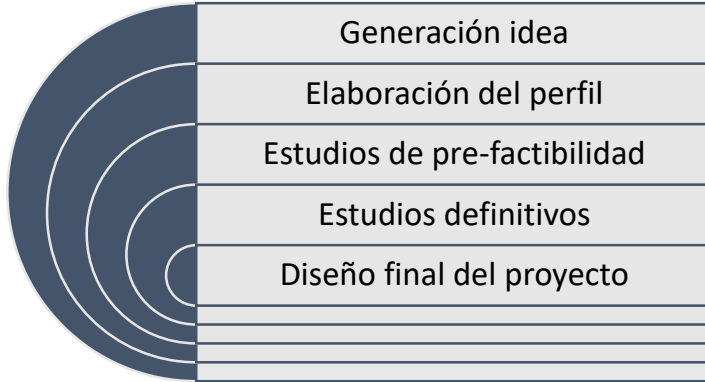 Generación idea
Elaboración del perfil
Estudios de pre-factibilidad
Estudios definitivos
Diseño final del proyecto